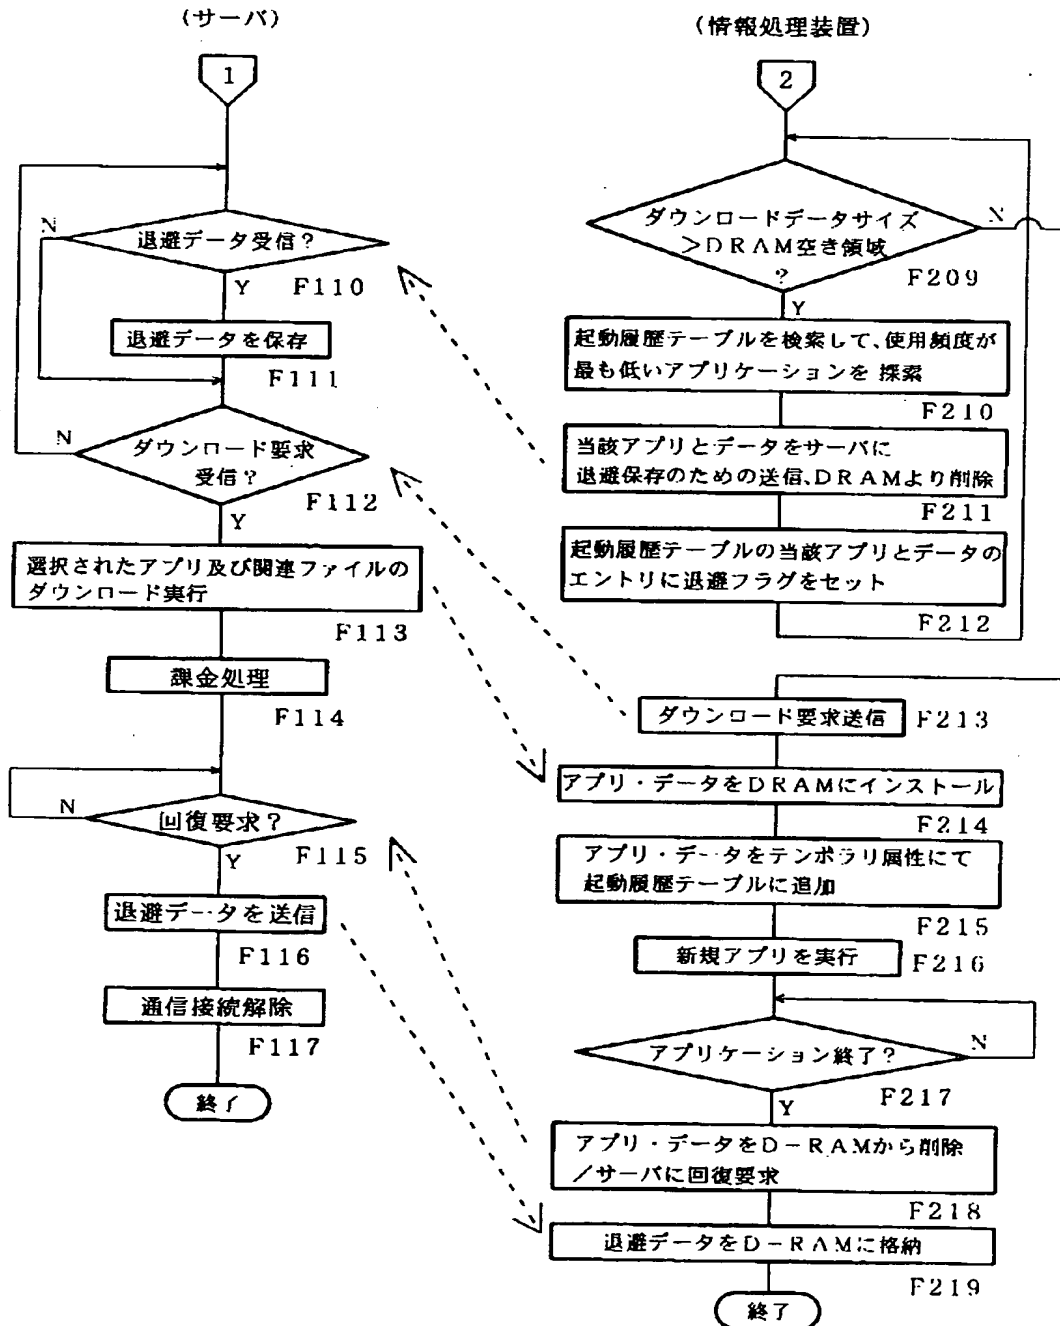 (サーバ)
1
N
退避データ受信?
Y
F110
退避データを保存
F111
N
ダウンロード要求
受信?
F112
Y
選択されたアプリ及び関連ファイルの
ダウンロード実行
F113
課金処理
F114
N
回復要求?
F115
Y
退避データを送信
F116
通信接続解除
F117
終了
(情報処理装置)
2
ダウンロードデータサイズ
>DRAM空き領域
?
N
F209
Y
起動履歴テーブルを検索して、使用頻度が
最も低いアプリケーションを探索
F210
当該アプリとデータをサーバに
退避保存のための送信、DRAMより削除
F211
起動履歴テーブルの当該アプリとデータの
エントリに退避フラグをセット
F212
ダウンロード要求送信
F213
アプリ・データをDRAMにインストール
F214
アプリ・データをテンポラリ属性にて
起動履歴テーブルに追加
F215
新規アプリを実行
F216
アプリケーション終了?
N
F217
Y
アプリ・データをD-RAMから削除
/サーバに回復要求
F218
退避データをD-RAMに格納
F219
終了